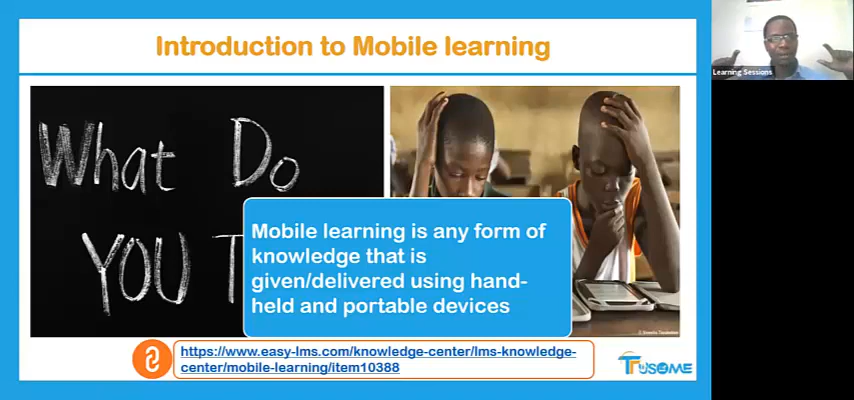 Introduction to Mobile learning
Learning Sessions
What Do
YOU T
Mobile learning is any form of
knowledge that is
given/delivered using hand-
held and portable devices
https://www.easy-lms.com/knowledge-center/lms-knowledge-
center/mobile-learning/item10388
TUSOME